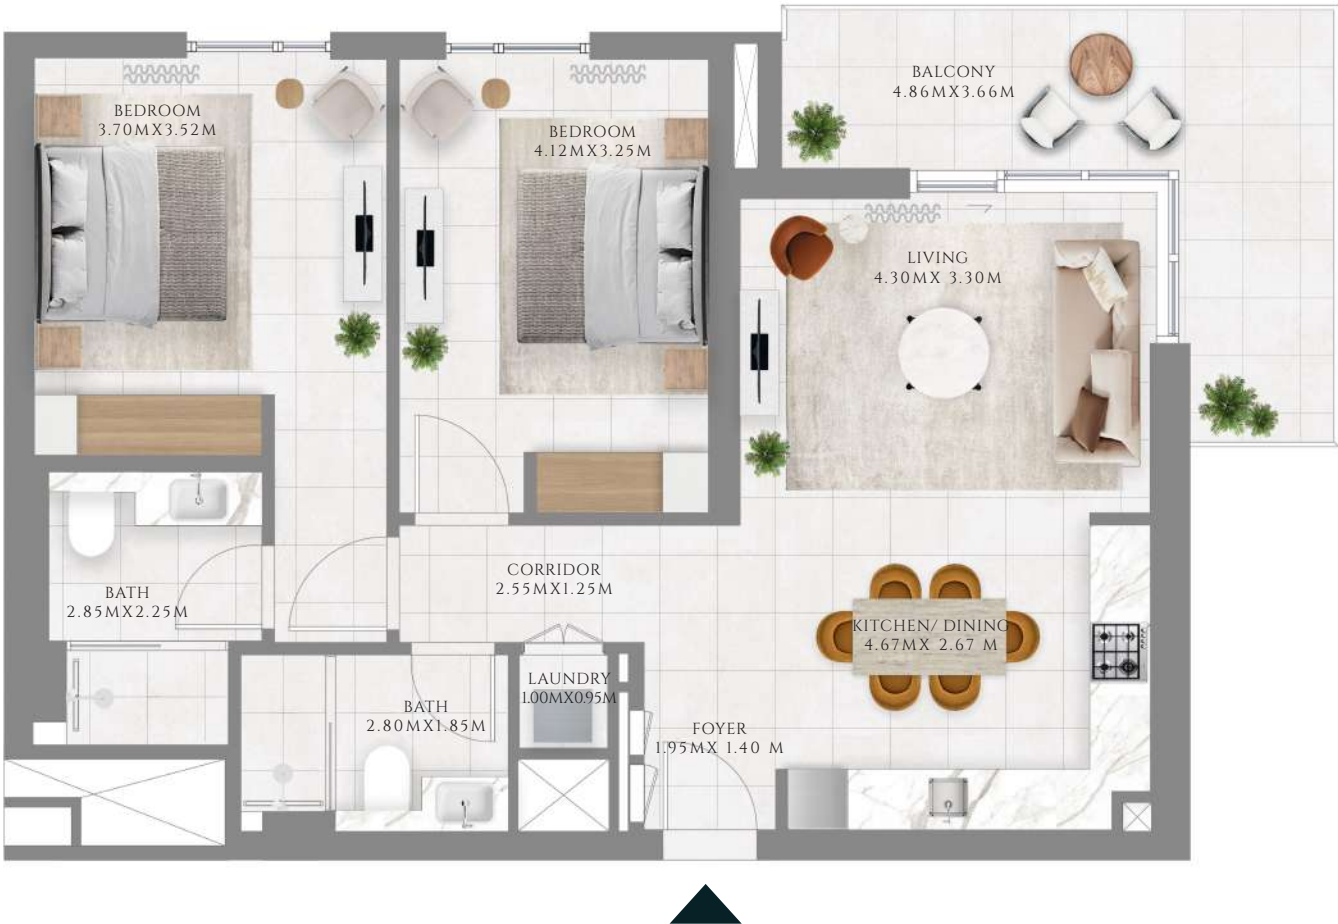 BALCONY
4.86MX3.66M
BEDROOM
3.70MX3.52M
BEDROOM
4.12MX3.25M
LIVING
4.30MX 3.30M
CORRIDOR
2.55MX1.25M
BATH
2.85MX2.25M
KITCHEN/ DINING
4.67MX 2.67 M
LAUNDRY
1.00MX0.95M
BATH
2.80MX1.85M
FOYER
1.95MX 1.40 M